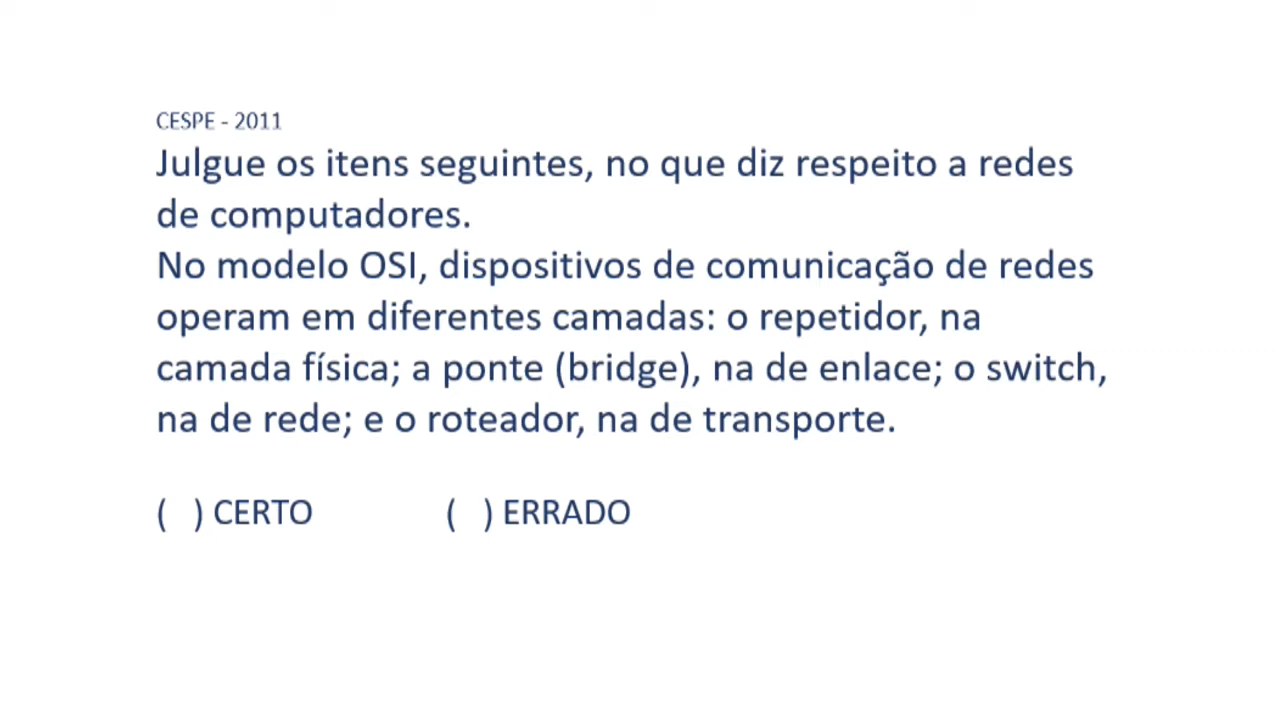 CESPE - 2011
Julgue os itens seguintes, no que diz respeito a redes
de computadores.
No modelo OSI, dispositivos de comunicação de redes
operam em diferentes camadas: o repetidor, na
camada física; a ponte (bridge), na de enlace; o switch,
na de rede; e o roteador, na de transporte.
(   ) CERTO (   ) ERRADO